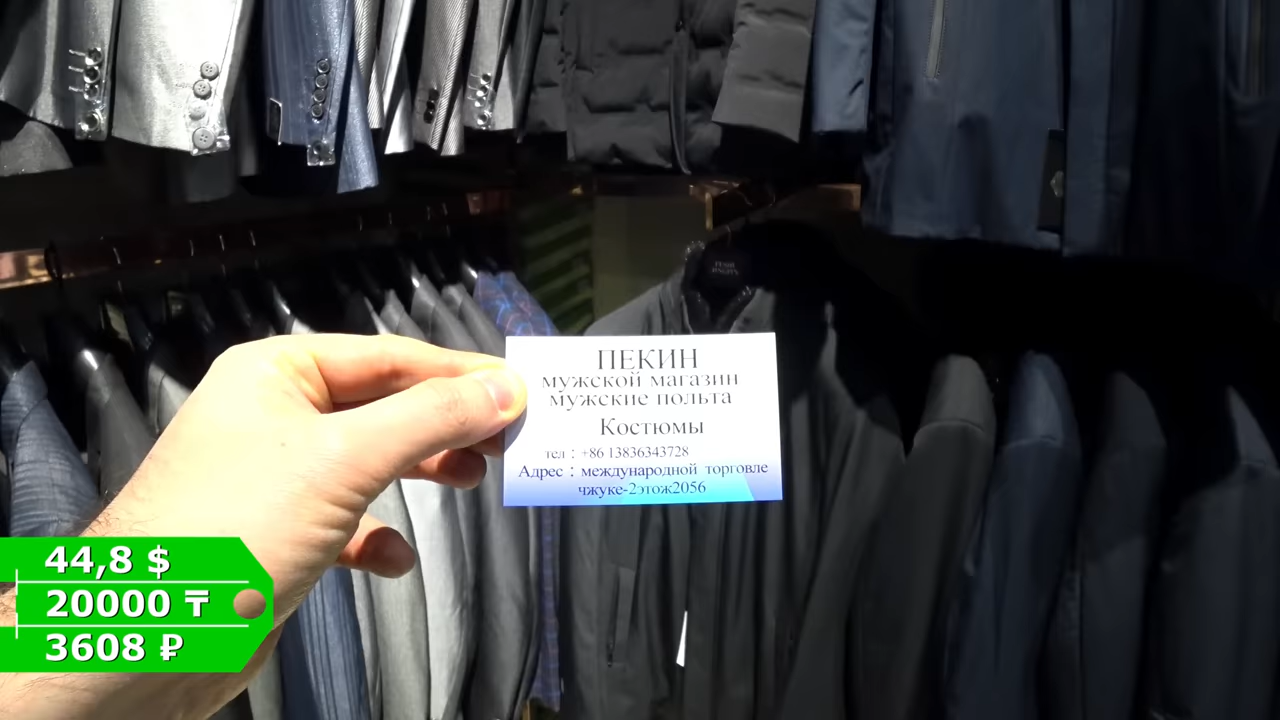 ПЕКИН
мужской магазин
мужские польта
Костюмы
тел : +86 13836343728
Адрес : международной торговле
чжуке-2этож2056
44,8 $
20000 ₸
3608 ₽